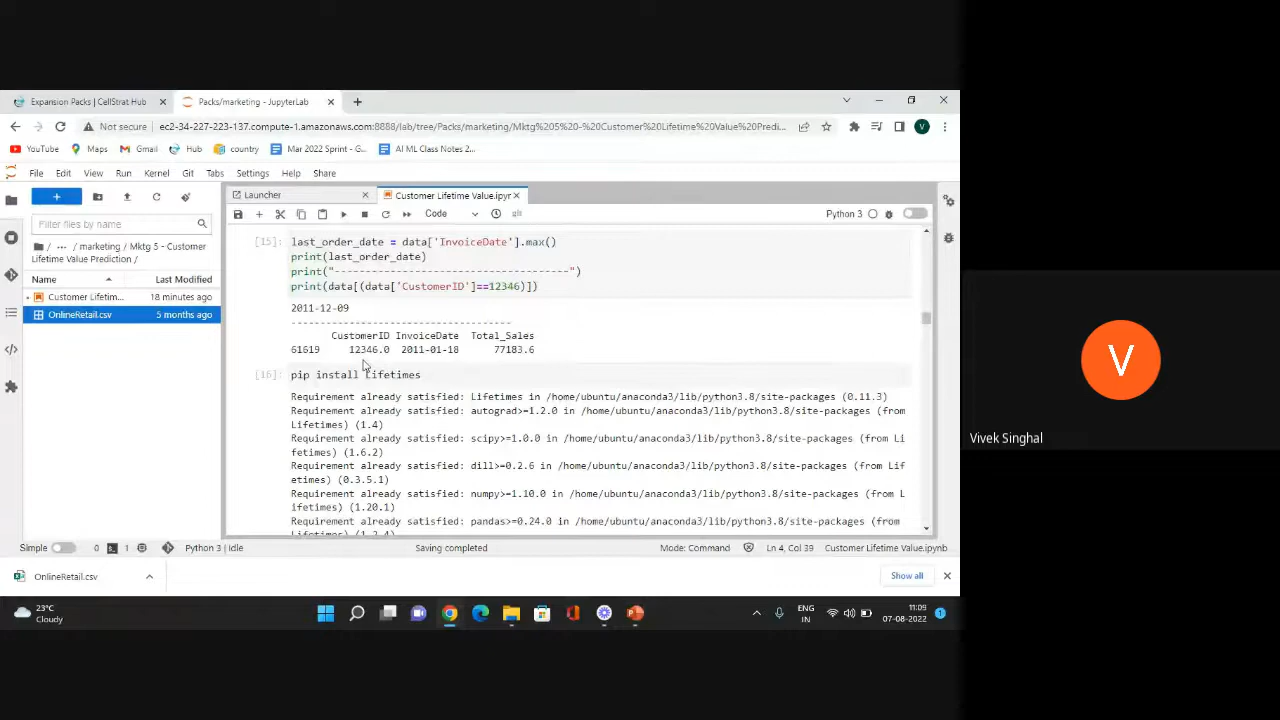 Expansion Packs | CellStrat Hub
Packs/marketing - JupyterLab
Not secure
ec2-34-227-223-137.compute-1.amazonaws.com:8888/lab/tree/Packs/marketing/Mktg%205%20-%20Customer%20Lifetime%20Value%20Predi...
V
YouTube
Maps
Gmail
Hub
country
Mar 2022 Sprint - G...
AI ML Class Notes 2...
File Edit View Run Kernel Git Tabs Settings Help Share
Launcher
Customer Lifetime Value.ipyr
Code
Python 3
git
Filter files by name
/ ... / marketing / Mktg 5 - Customer
Lifetime Value Prediction /
Name
Last Modified
Customer Lifetim...
18 minutes ago
OnlineRetail.csv
5 months ago
[15]:
last_order_date = data['InvoiceDate'].max()
print(last_order_date)
print("--------------------------------------")
print(data[(data['CustomerID']==12346)])
2011-12-09
--------------------------------------
CustomerID InvoiceDate Total_Sales
61619 12346.0 2011-01-18 77183.6
[16]:
pip install Lifetimes
Requirement already satisfied: Lifetimes in /home/ubuntu/anaconda3/lib/python3.8/site-packages (0.11.3)
Requirement already satisfied: autograd>=1.2.0 in /home/ubuntu/anaconda3/lib/python3.8/site-packages (from
Lifetimes) (1.4)
Requirement already satisfied: scipy>=1.0.0 in /home/ubuntu/anaconda3/lib/python3.8/site-packages (from Li
fetimes) (1.6.2)
Requirement already satisfied: dill>=0.2.6 in /home/ubuntu/anaconda3/lib/python3.8/site-packages (from Lif
etimes) (0.3.5.1)
Requirement already satisfied: numpy>=1.10.0 in /home/ubuntu/anaconda3/lib/python3.8/site-packages (from L
ifetimes) (1.20.1)
Requirement already satisfied: pandas>=0.24.0 in /home/ubuntu/anaconda3/lib/python3.8/site-packages (from
Lifetimes) (1.2.4)
Simple
0
1
Python 3 | Idle
Saving completed
Mode: Command
Ln 4, Col 39
Customer Lifetime Value.ipynb
OnlineRetail.csv
Show all
23°C
Cloudy
ENG
IN
11:09
07-08-2022
1
V
Vivek Singhal